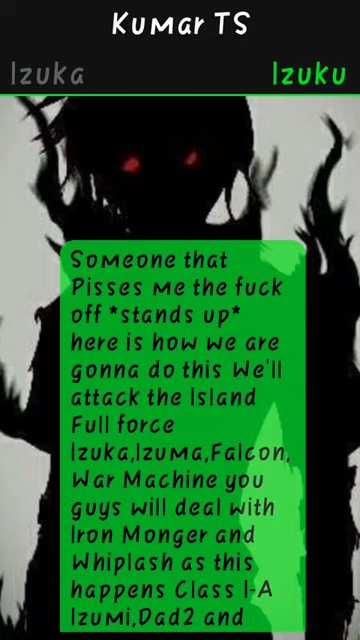 Kumar TS
Izuka
Izuku
Someone that
Pisses me the fuck
off *stands up*
here is how we are
gonna do this We'll
attack the Island
Full force
Izuka,Izuma,Falcon,
War Machine you
guys will deal with
Iron Monger and
Whiplash as this
happens Class 1-A
Izumi,Dad2 and